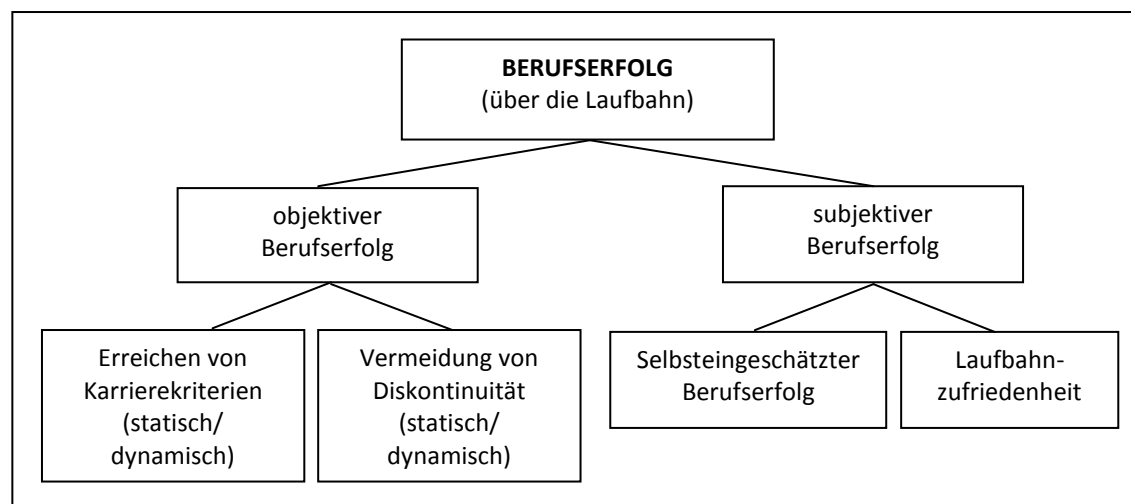 BERUFSERFOLG
(über die Laufbahn)
objektiver
Berufserfolg
subjektiver
Berufserfolg
Erreichen von
Karrierekriterien
(statisch/
dynamisch)
Vermeidung von
Diskontinuität
(statisch/
dynamisch)
Selbsteingeschätzter
Berufserfolg
Laufbahn-
zufriedenheit